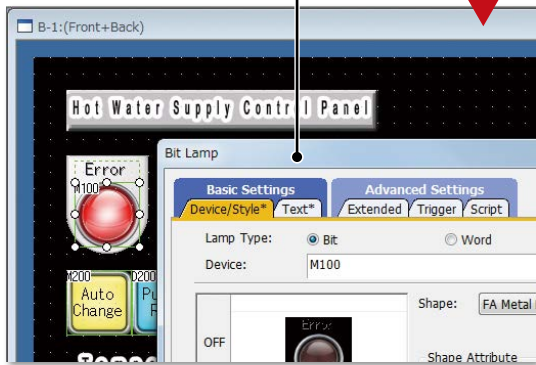 B-1:(Front+Back)
Hot Water Supply Control Panel
Bit Lamp
Error
M100
Basic Settings
Advanced Settings
Device/Style*
Text*
Extended
Trigger
Script
Lamp Type:
Bit
Word
Device:
M100
M200
D200
Auto
Change
Shape:
FA Metal
Error
OFF
Shape Attribute